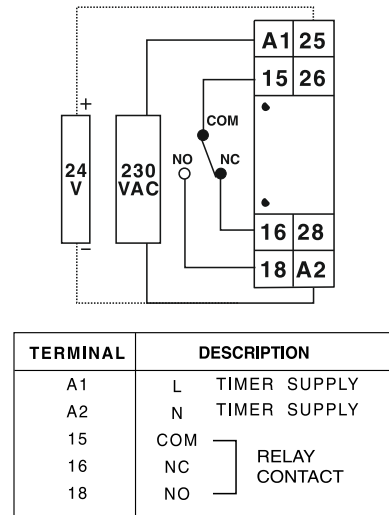 A1 25
15 26
+
COM
24 V
230 VAC
NO
NC
16 28
–
18 A2
TERMINAL DESCRIPTION
A1 L TIMER SUPPLY
A2 N TIMER SUPPLY
15 COM
16 NC
18 NO
RELAY CONTACT